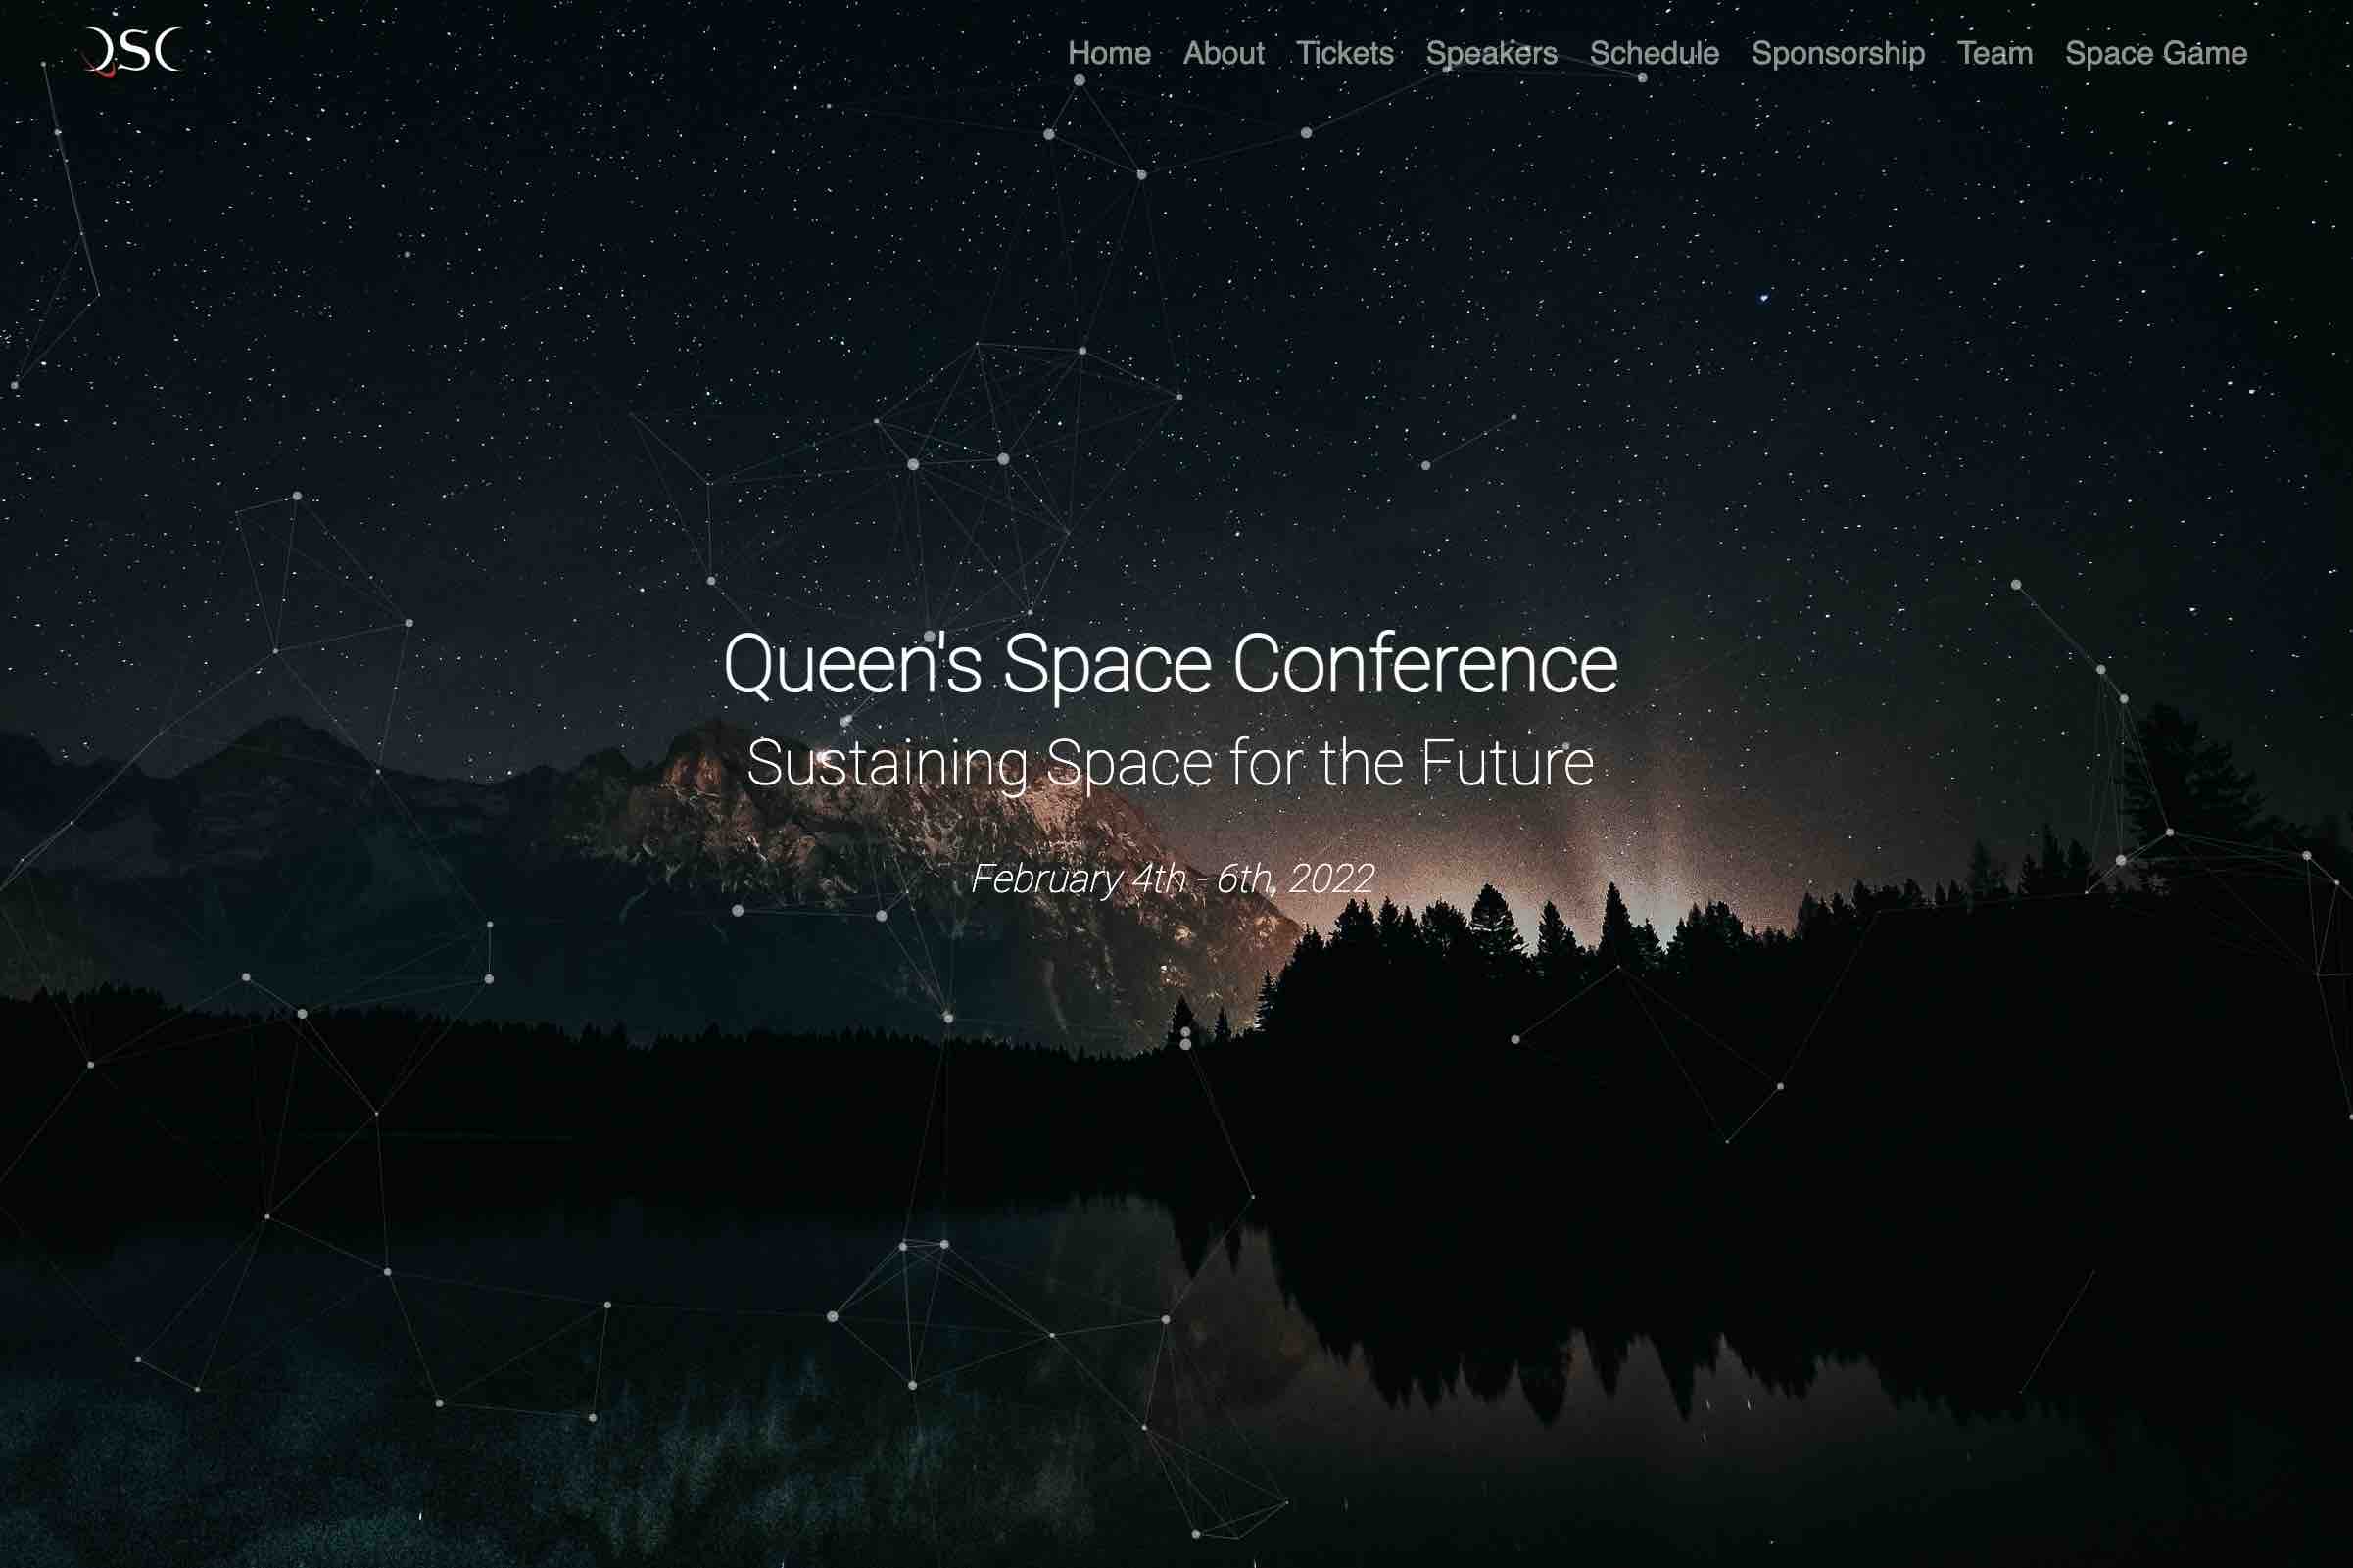 QSC
Home About Tickets Speakers Schedule Sponsorship Team Space Game
Queen's Space Conference
Sustaining Space for the Future
February 4th - 6th, 2022